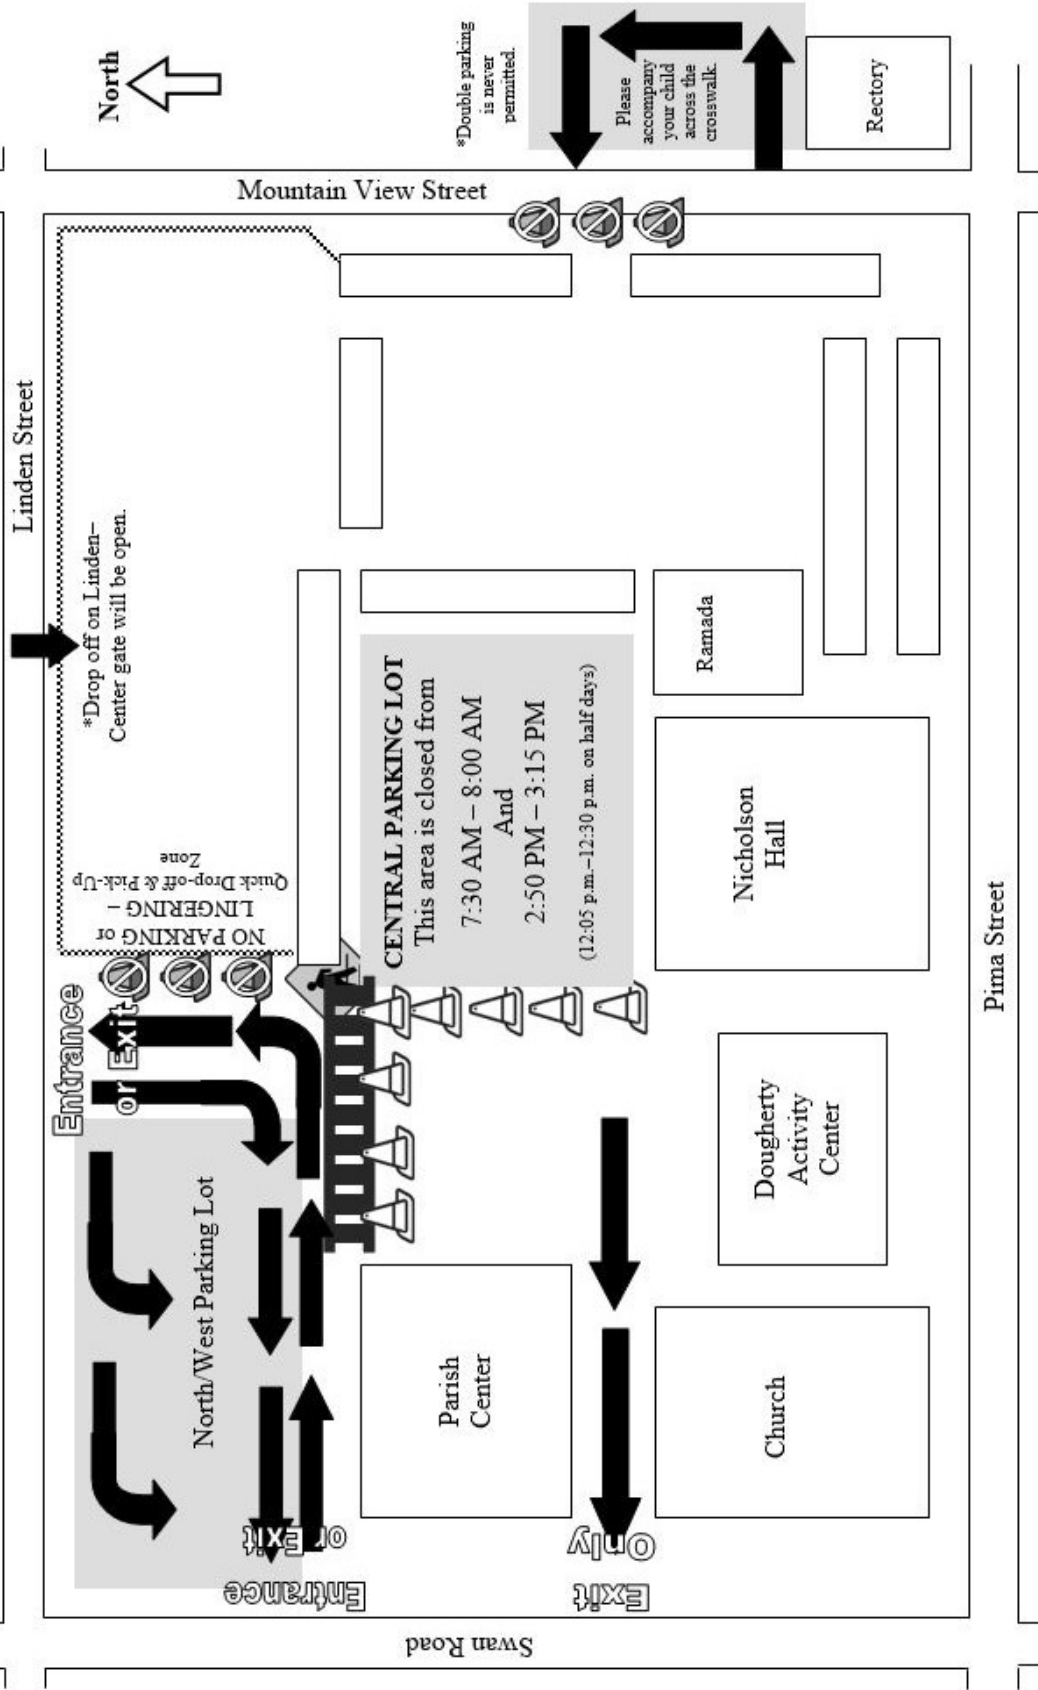 North
*Double parking
is never
permitted.
Please
accompany
your child
across the
crosswalk.
Rectory
Mountain View Street
Linden Street
*Drop off on Linden–
Center gate will be open.
NO PARKING or
LINGERING –
Quick Drop-off & Pick-Up
Zone
CENTRAL PARKING LOT
This area is closed from
7:30 AM – 8:00 AM
And
2:50 PM – 3:15 PM
(12:05 p.m.–12:30 p.m. on half days)
Ramada
Nicholson
Hall
Pima Street
Entrance
or Exit
North/West Parking Lot
Dougherty
Activity
Center
Parish
Center
Church
Entrance
or Exit
Exit
Only
Swan Road